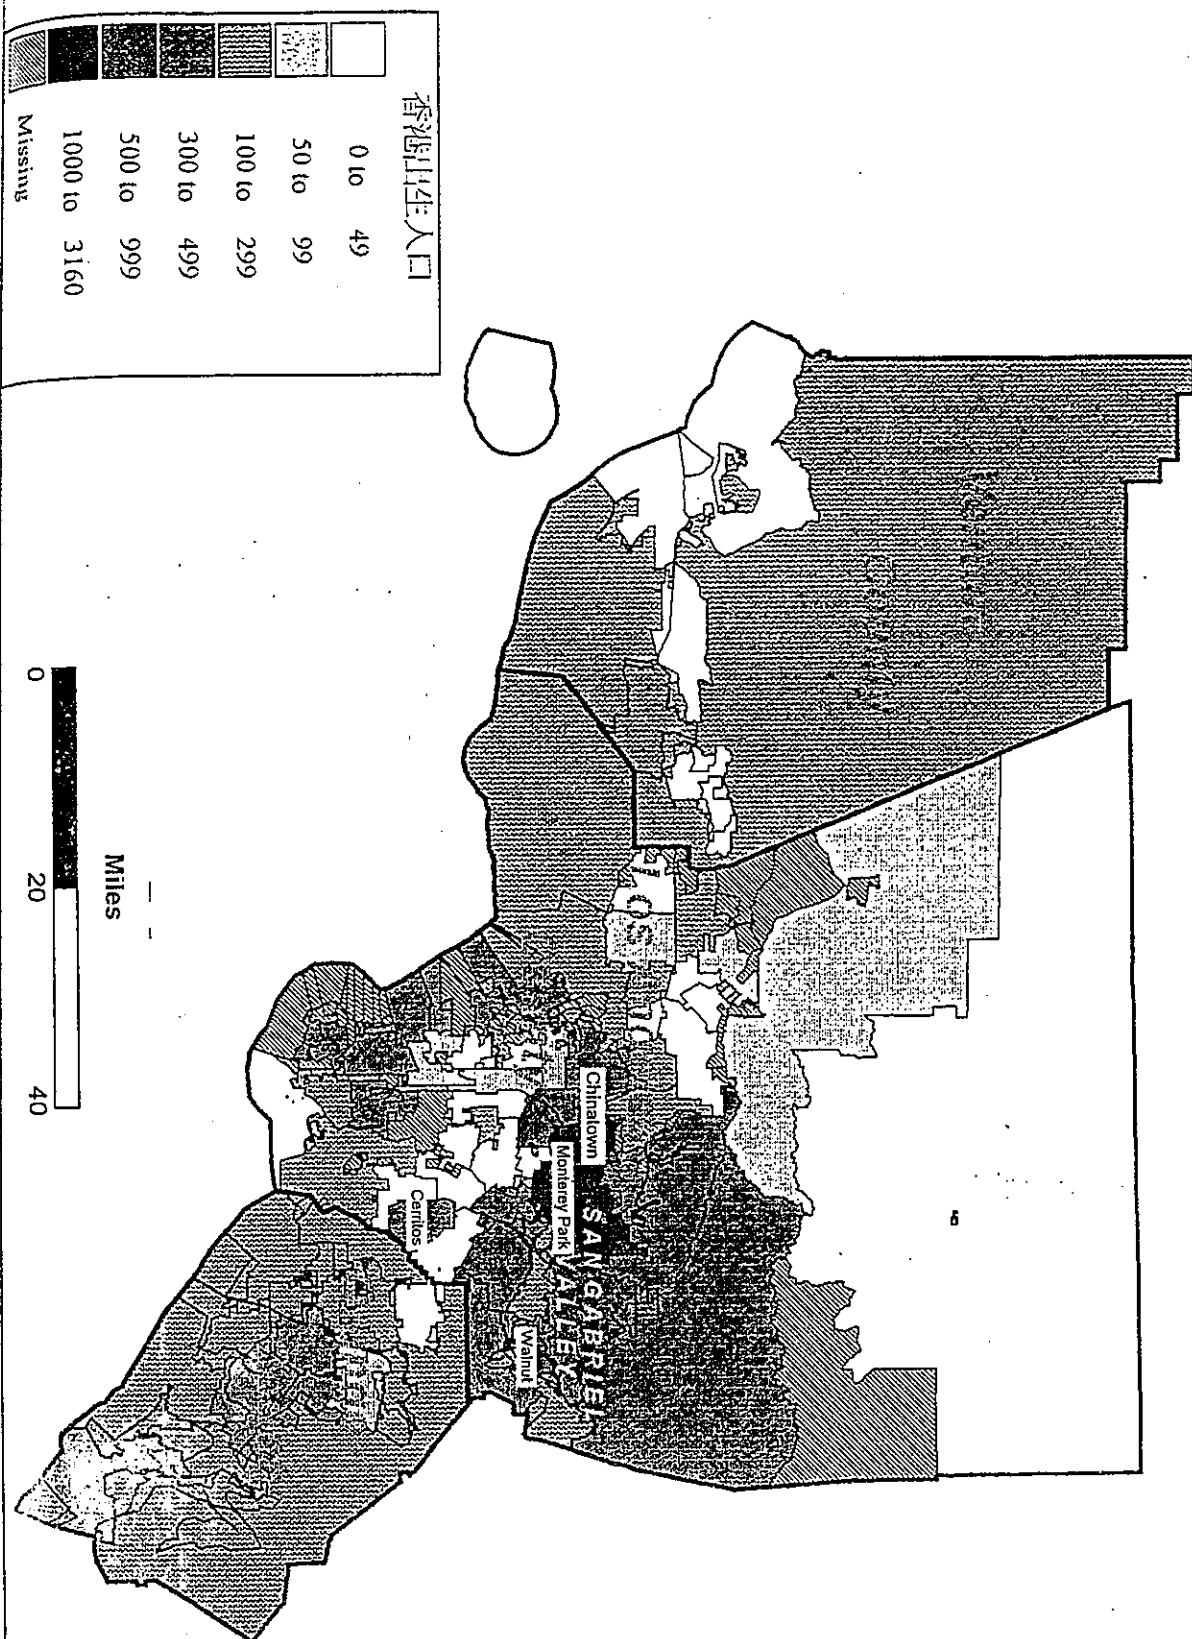 香港出生人口
0 to 49
50 to 99
100 to 299
300 to 499
500 to 999
1000 to 3160
Missing
Chinatown
Monterey Park
SAN GABRIEL
VALLEY
Cerritos
Walnut
Miles
0 20 40